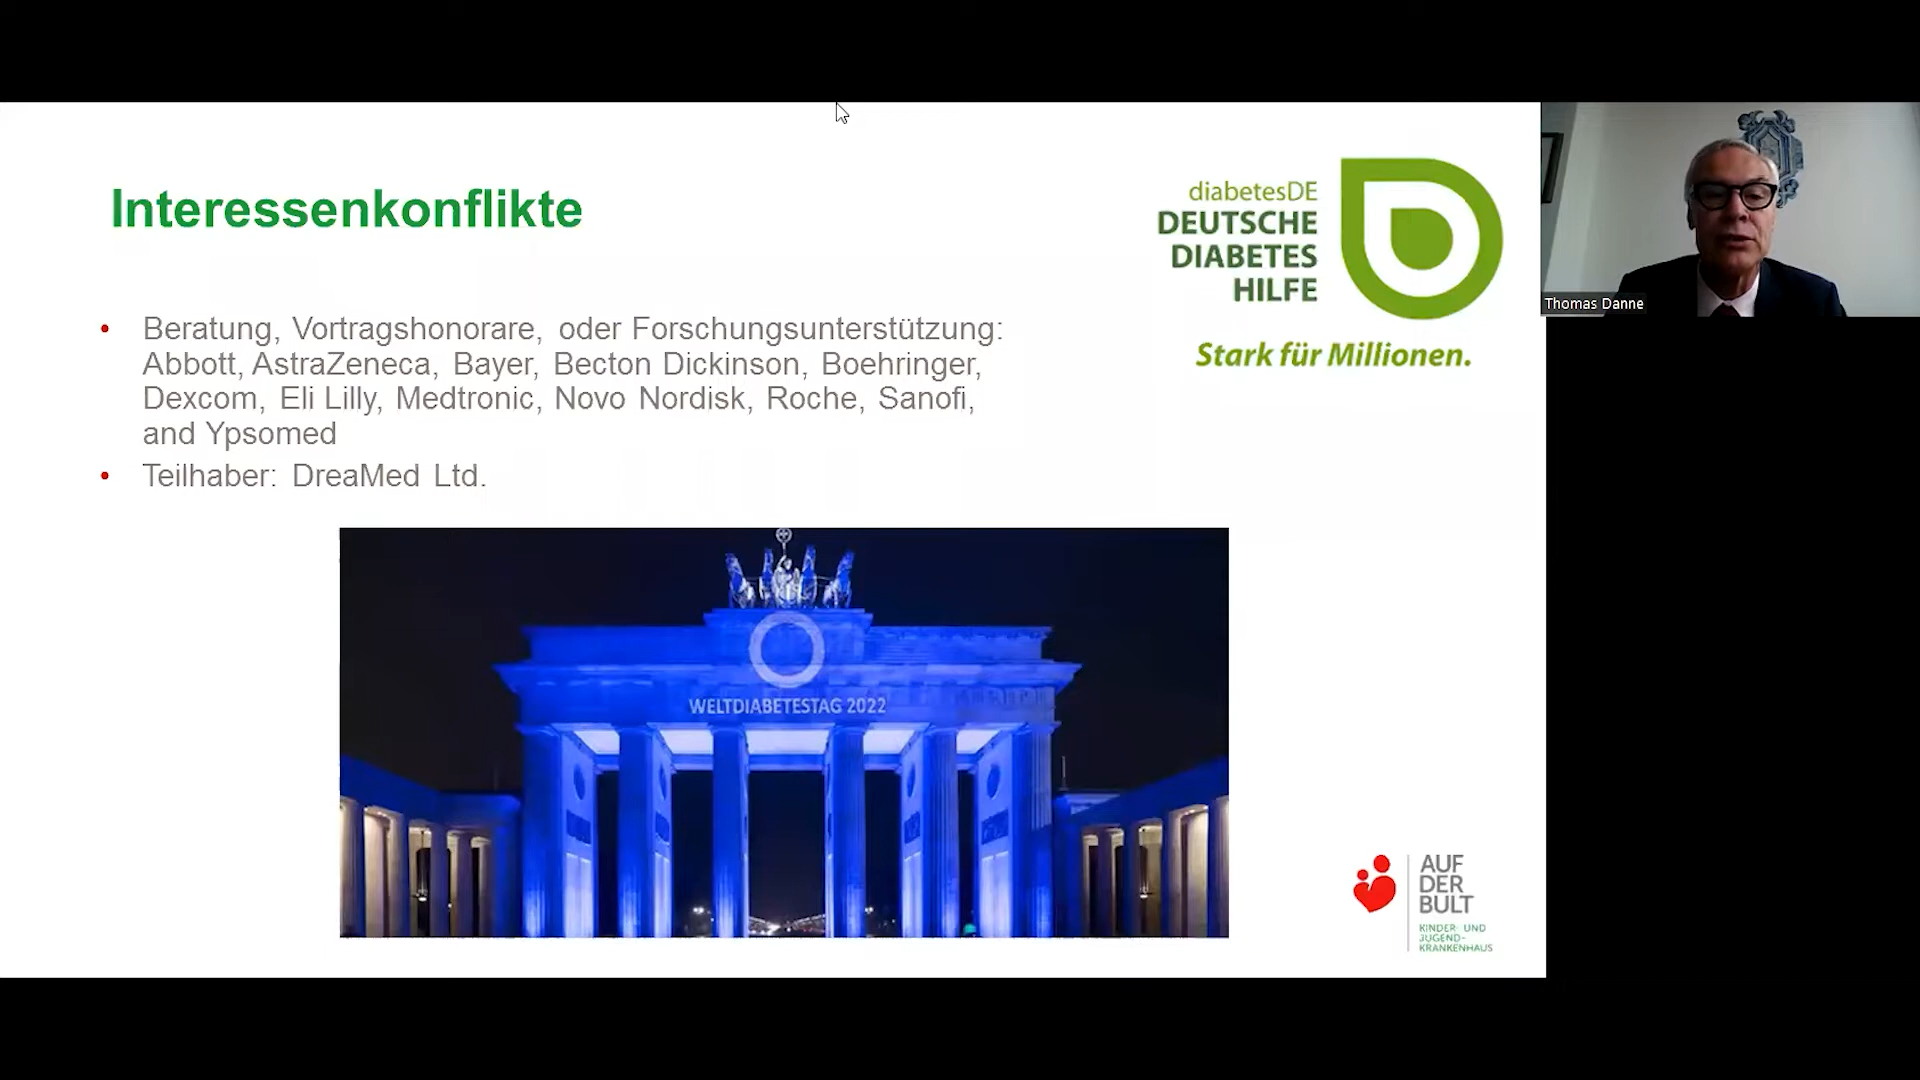 Interessenkonflikte
• Beratung, Vortragshonorare, oder Forschungsunterstützung:
Abbott, AstraZeneca, Bayer, Becton Dickinson, Boehringer,
Dexcom, Eli Lilly, Medtronic, Novo Nordisk, Roche, Sanofi,
and Ypsomed
• Teilhaber: DreaMed Ltd.
diabetesDE
DEUTSCHE
DIABETES
HILFE
Stark für Millionen.
Thomas Danne
WELTDIABETESTAG 2022
AUF
DER
BULT
KINDER- UND
JUGEND-
KRANKENHAUS